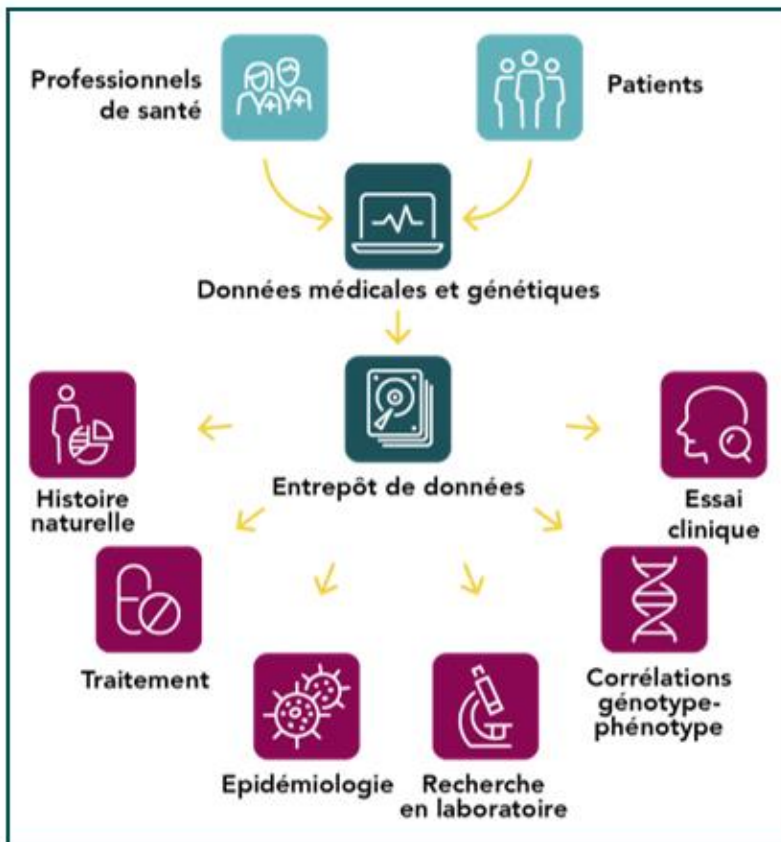 Professionnels
de santé
Patients
Données médicales et génétiques
Entrepôt de données
Histoire
naturelle
Essai
clinique
Traitement
Corrélations
génotype-
phénotype
Epidémiologie
Recherche
en laboratoire